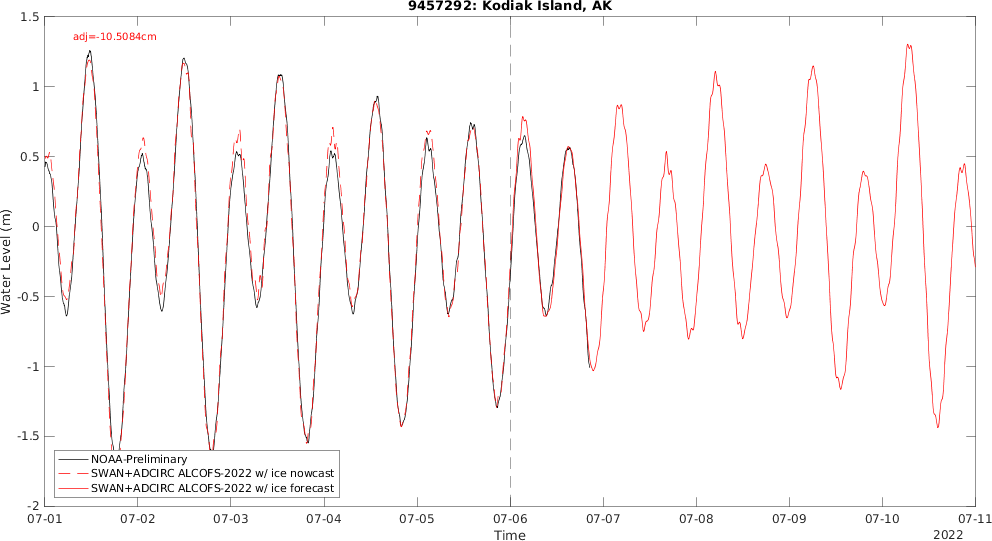 9457292: Kodiak Island, AK
adj=-10.5084cm
1.5
1
0.5
0
-0.5
-1
-1.5
-2
Water Level (m)
NOAA-Preliminary
SWAN+ADCIRC ALCOFS-2022 w/ ice nowcast
SWAN+ADCIRC ALCOFS-2022 w/ ice forecast
07-01 07-02 07-03 07-04 07-05 07-06 07-07 07-08 07-09 07-10 07-11
Time
2022